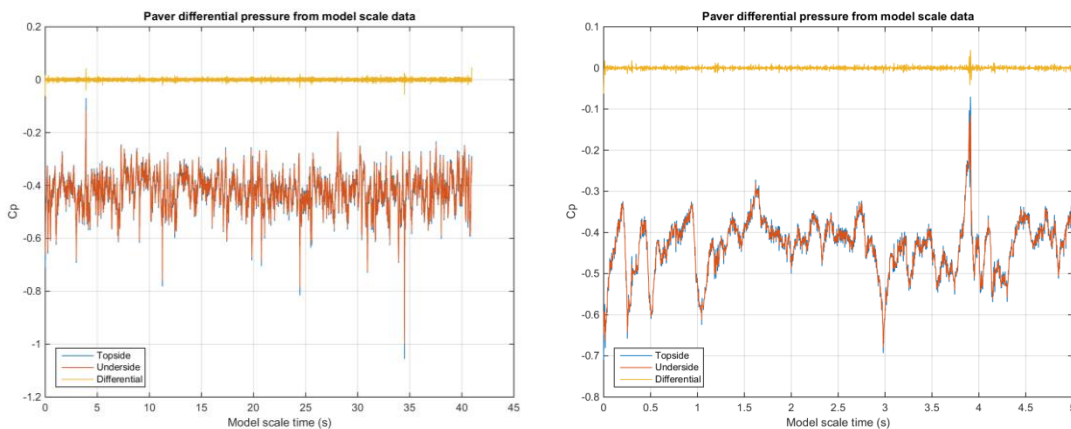 Paver differential pressure from model scale data
0.2
0
-0.2
-0.4
-0.6
-0.8
-1
-1.2
Cp
Topside
Underside
Differential
0 5 10 15 20 25 30 35 40 45
Model scale time (s)
Paver differential pressure from model scale data
0.1
0
-0.1
-0.2
-0.3
-0.4
-0.5
-0.6
-0.7
-0.8
Cp
Topside
Underside
Differential
0 0.5 1 1.5 2 2.5 3 3.5 4 4.5 5
Model scale time (s)